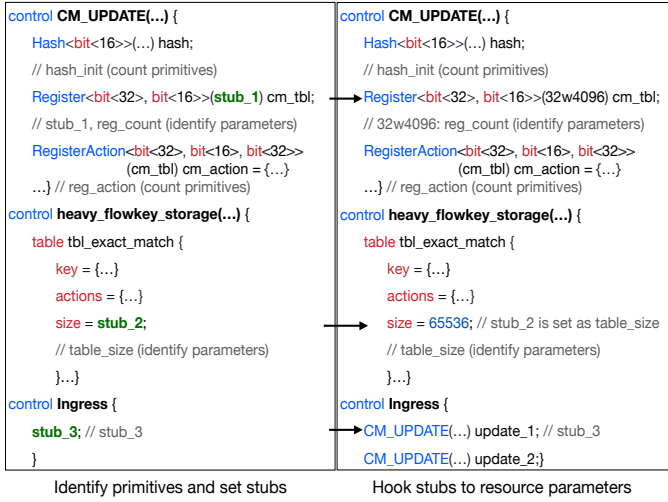 control CM_UPDATE(...) {
Hash<bit<16>>(...) hash;
// hash_init (count primitives)
Register<bit<32>, bit<16>>(stub_1) cm_tbl;
// stub_1, reg_count (identify parameters)
RegisterAction<bit<32>, bit<16>, bit<32>>
(cm_tbl) cm_action = {...}
...} // reg_action (count primitives)
control heavy_flowkey_storage(...) {
table tbl_exact_match {
key = {...}
actions = {...}
size = stub_2;
// table_size (identify parameters)
}...}
control Ingress {
stub_3; // stub_3
}
Identify primitives and set stubs
control CM_UPDATE(...) {
Hash<bit<16>>(...) hash;
// hash_init (count primitives)
Register<bit<32>, bit<16>>(32w4096) cm_tbl;
// 32w4096: reg_count (identify parameters)
RegisterAction<bit<32>, bit<16>, bit<32>>
(cm_tbl) cm_action = {...}
...} // reg_action (count primitives)
control heavy_flowkey_storage(...) {
table tbl_exact_match {
key = {...}
actions = {...}
size = 65536; // stub_2 is set as table_size
// table_size (identify parameters)
}...}
control Ingress {
CM_UPDATE(...) update_1; // stub_3
CM_UPDATE(...) update_2;}
Hook stubs to resource parameters